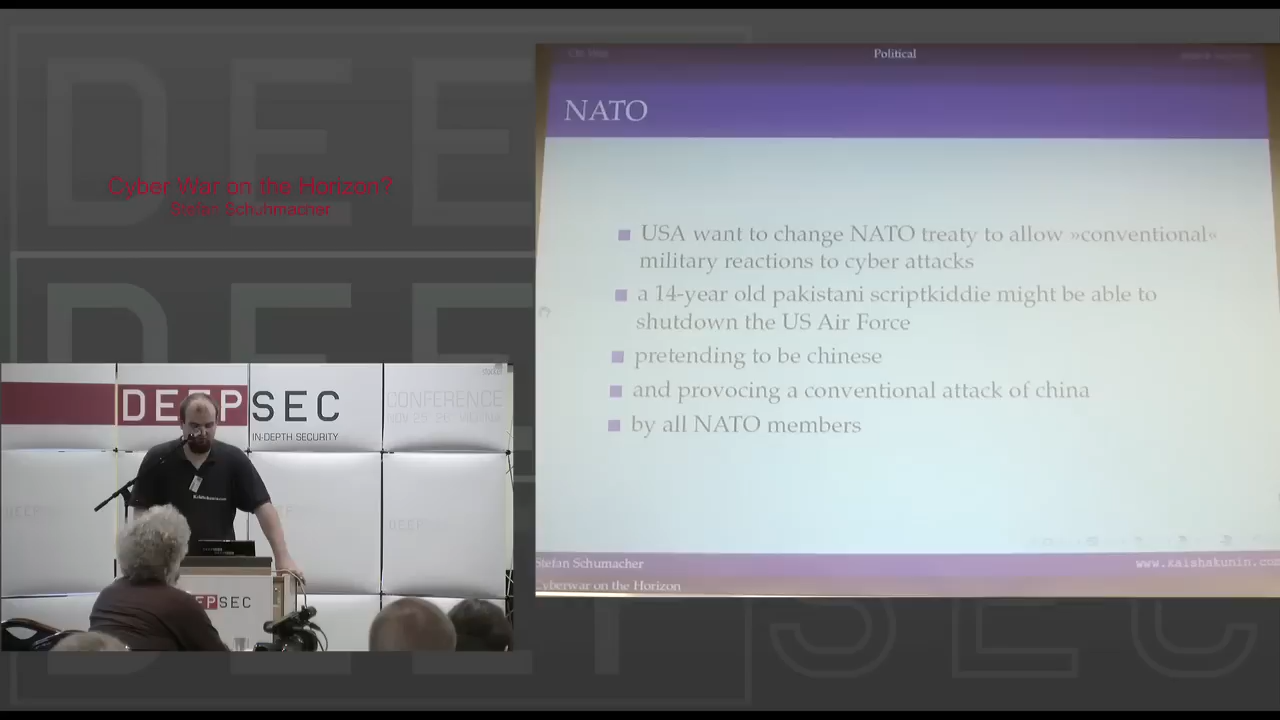 Cyber War on the Horizon?
Stefan Schuhmacher
Political
NATO
USA want to change NATO treaty to allow »conventional«
military reactions to cyber attacks
a 14-year old pakistani scriptkiddie might be able to
shutdown the US Air Force
pretending to be chinese
and provocing a conventional attack of china
by all NATO members
Stefan Schumacher
www.kaishakunin.com
Cyberwar on the Horizon
DEEPSEC
IN-DEPTH SECURITY
CONFERENCE
DEEPSEC
DEE
DEE
DEEPSEC